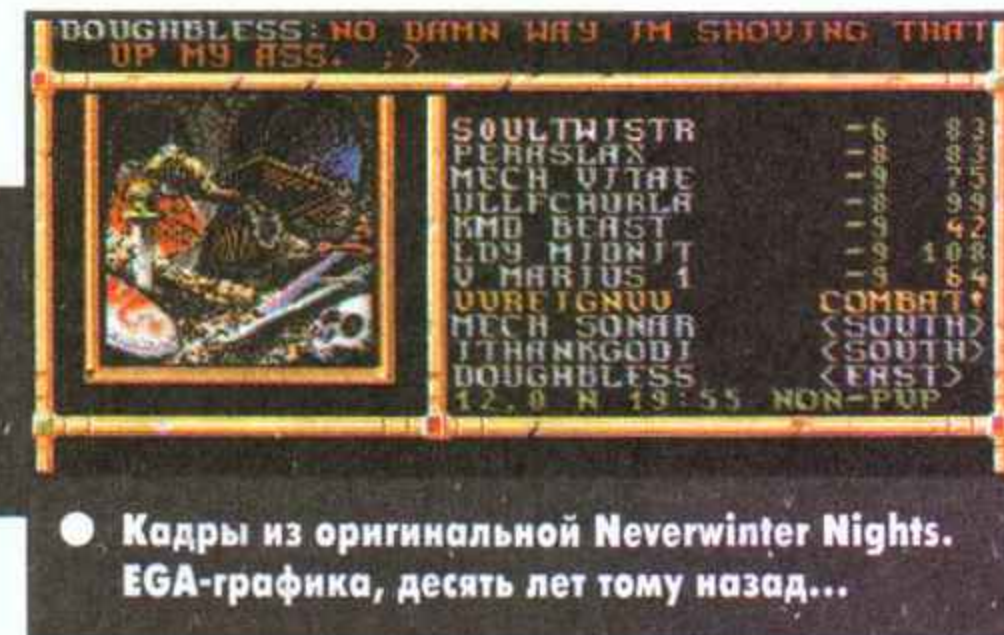 DOUGHBLESS: NO DAMN WAY IM SHOVING THAT
UP MY ASS. ;>
SOULTWISTR -6 83
PERASLAX -8 83
MECH VITAE -9 75
ULLFCHURLA -8 99
KMD BEAST -9 42
LDY MIDNIT -9 108
V MARIUS 1 -9 64
VVREIGNVV COMBAT!
MECH SONAR <SOUTH>
ITHANKGODI <SOUTH>
DOUGHBLESS <EAST>
12,0 N 19:55 NON-PVP
Кадры из оригинальной Neverwinter Nights.
EGA-графика, десять лет тому назад...